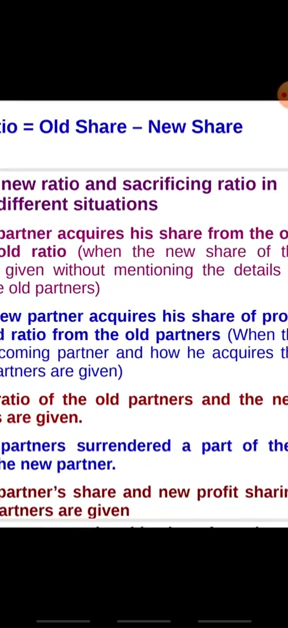 io = Old Share – New Share
new ratio and sacrificing ratio in
different situations
partner acquires his share from the o
old ratio (when the new share of t
given without mentioning the details
e old partners)
ew partner acquires his share of pro
d ratio from the old partners (When t
coming partner and how he acquires t
artners are given)
ratio of the old partners and the ne
s are given.
partners surrendered a part of the
he new partner.
partner's share and new profit sharin
artners are given